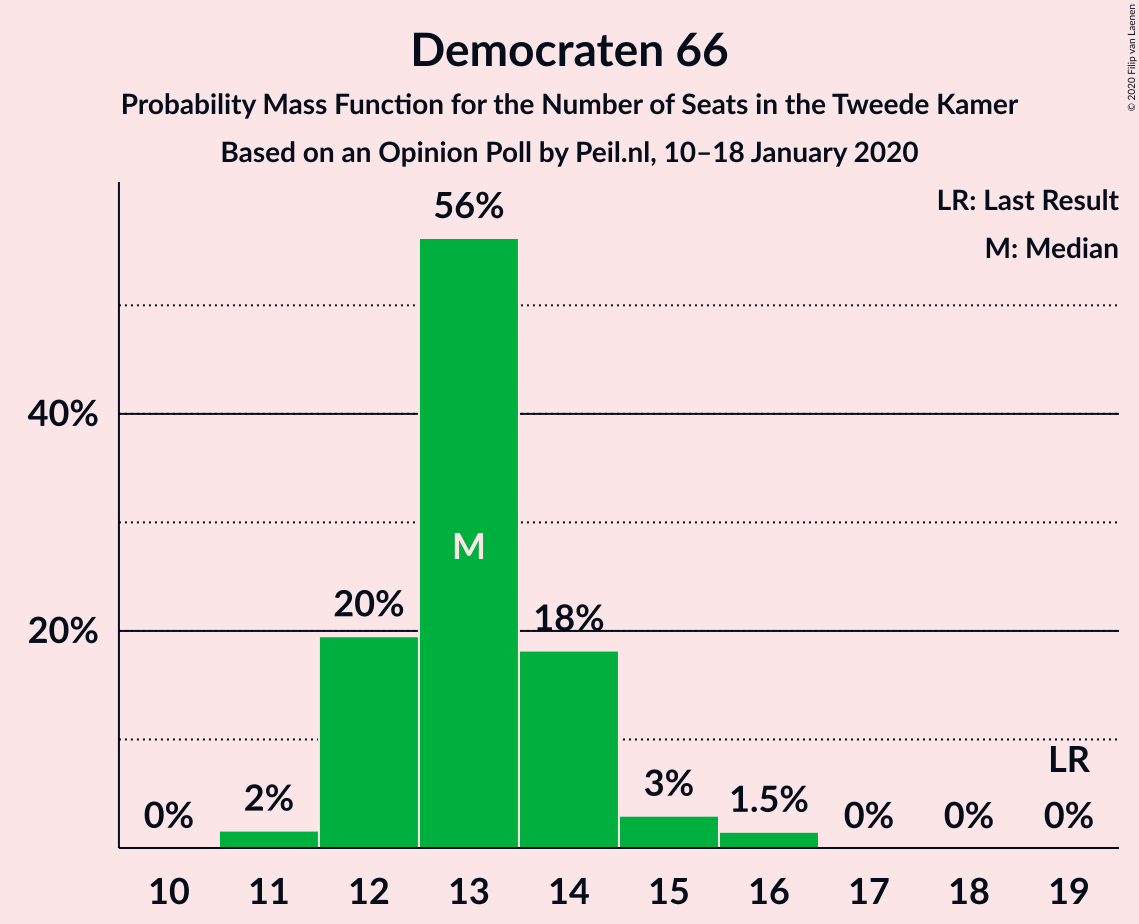 Democraten 66
Probability Mass Function for the Number of Seats in the Tweede Kamer
Based on an Opinion Poll by Peil.nl, 10–18 January 2020
© 2020 Filip van Laenen
LR: Last Result
M: Median
40%
20%
0%
2%
20%
56%
M
18%
3%
1.5%
0%
0%
LR
0%
10 11 12 13 14 15 16 17 18 19